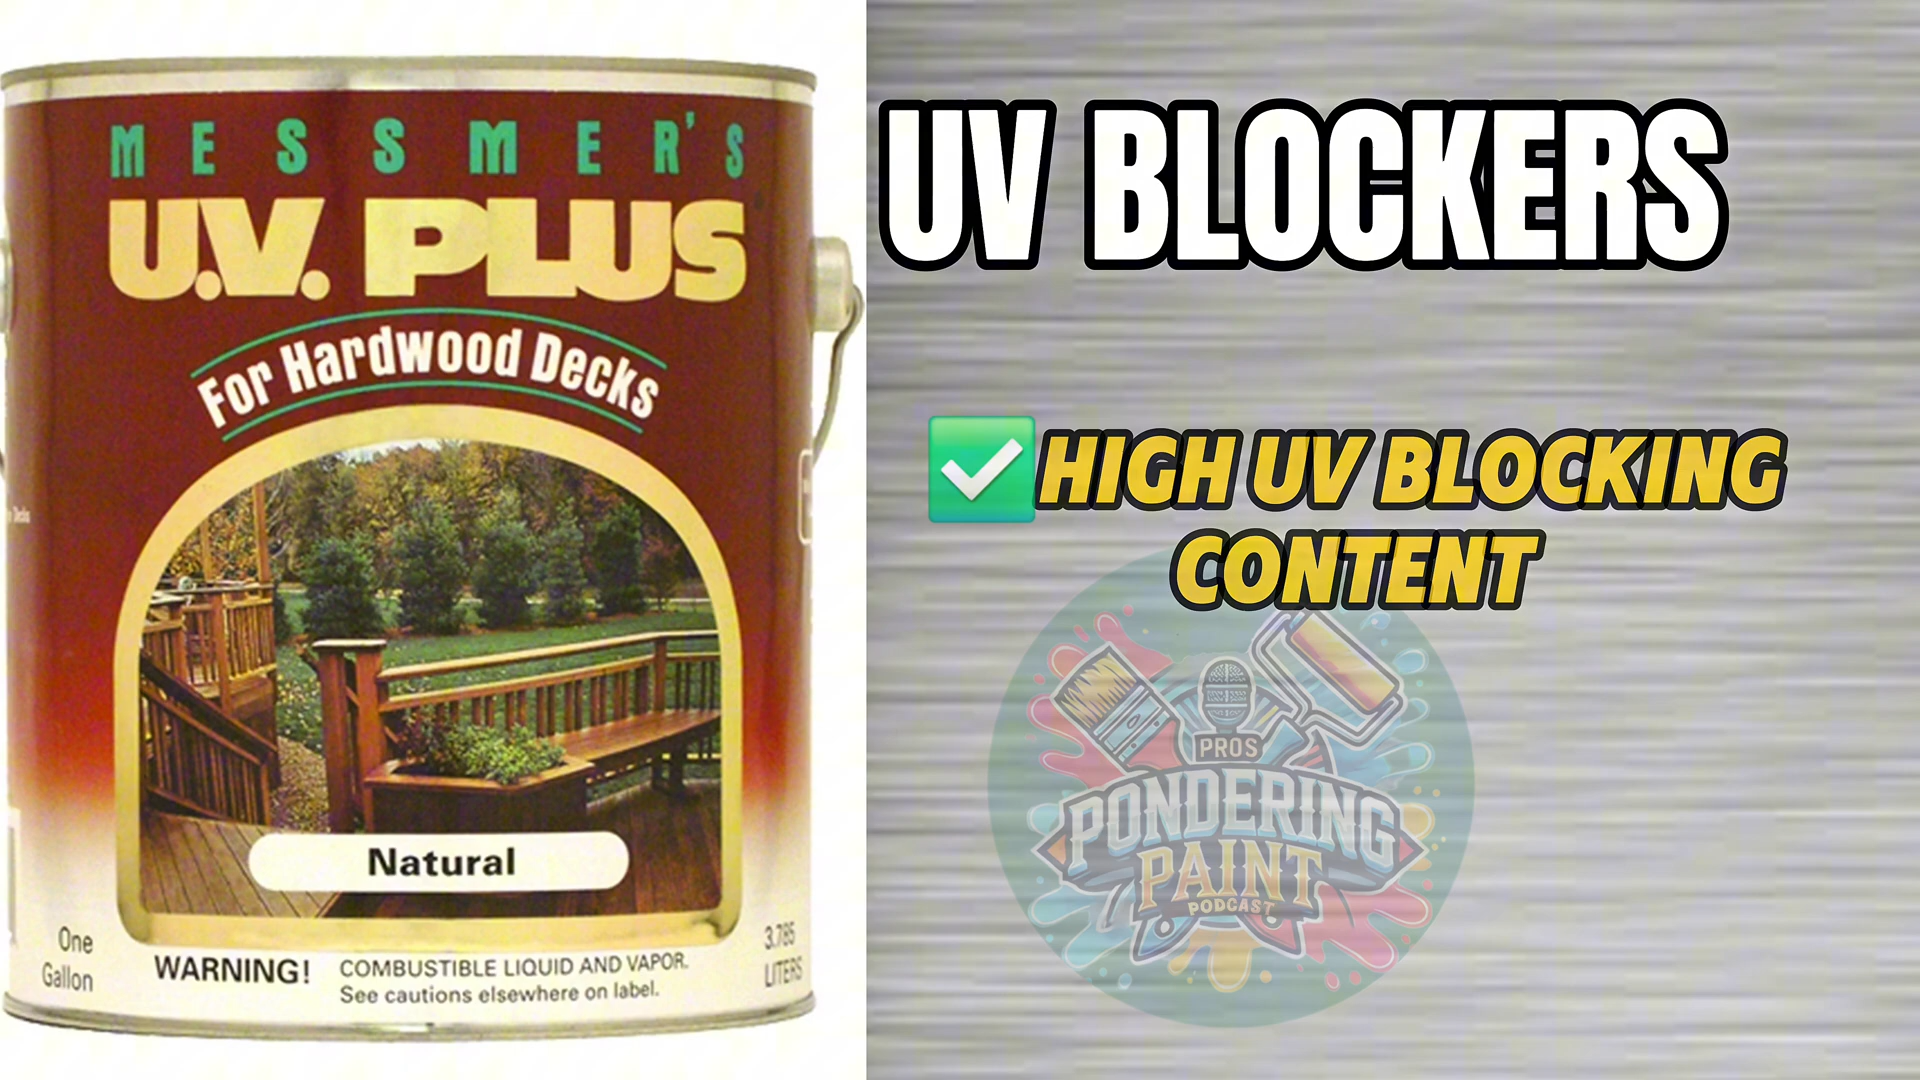 MESSMER'S
U.V. PLUS
For Hardwood Decks
Natural
One
Gallon
WARNING!
COMBUSTIBLE LIQUID AND VAPOR.
See cautions elsewhere on label.
3.785
LITERS
UV BLOCKERS
✅HIGH UV BLOCKING
CONTENT
PROS
PONDERING
PAINT
PODCAST